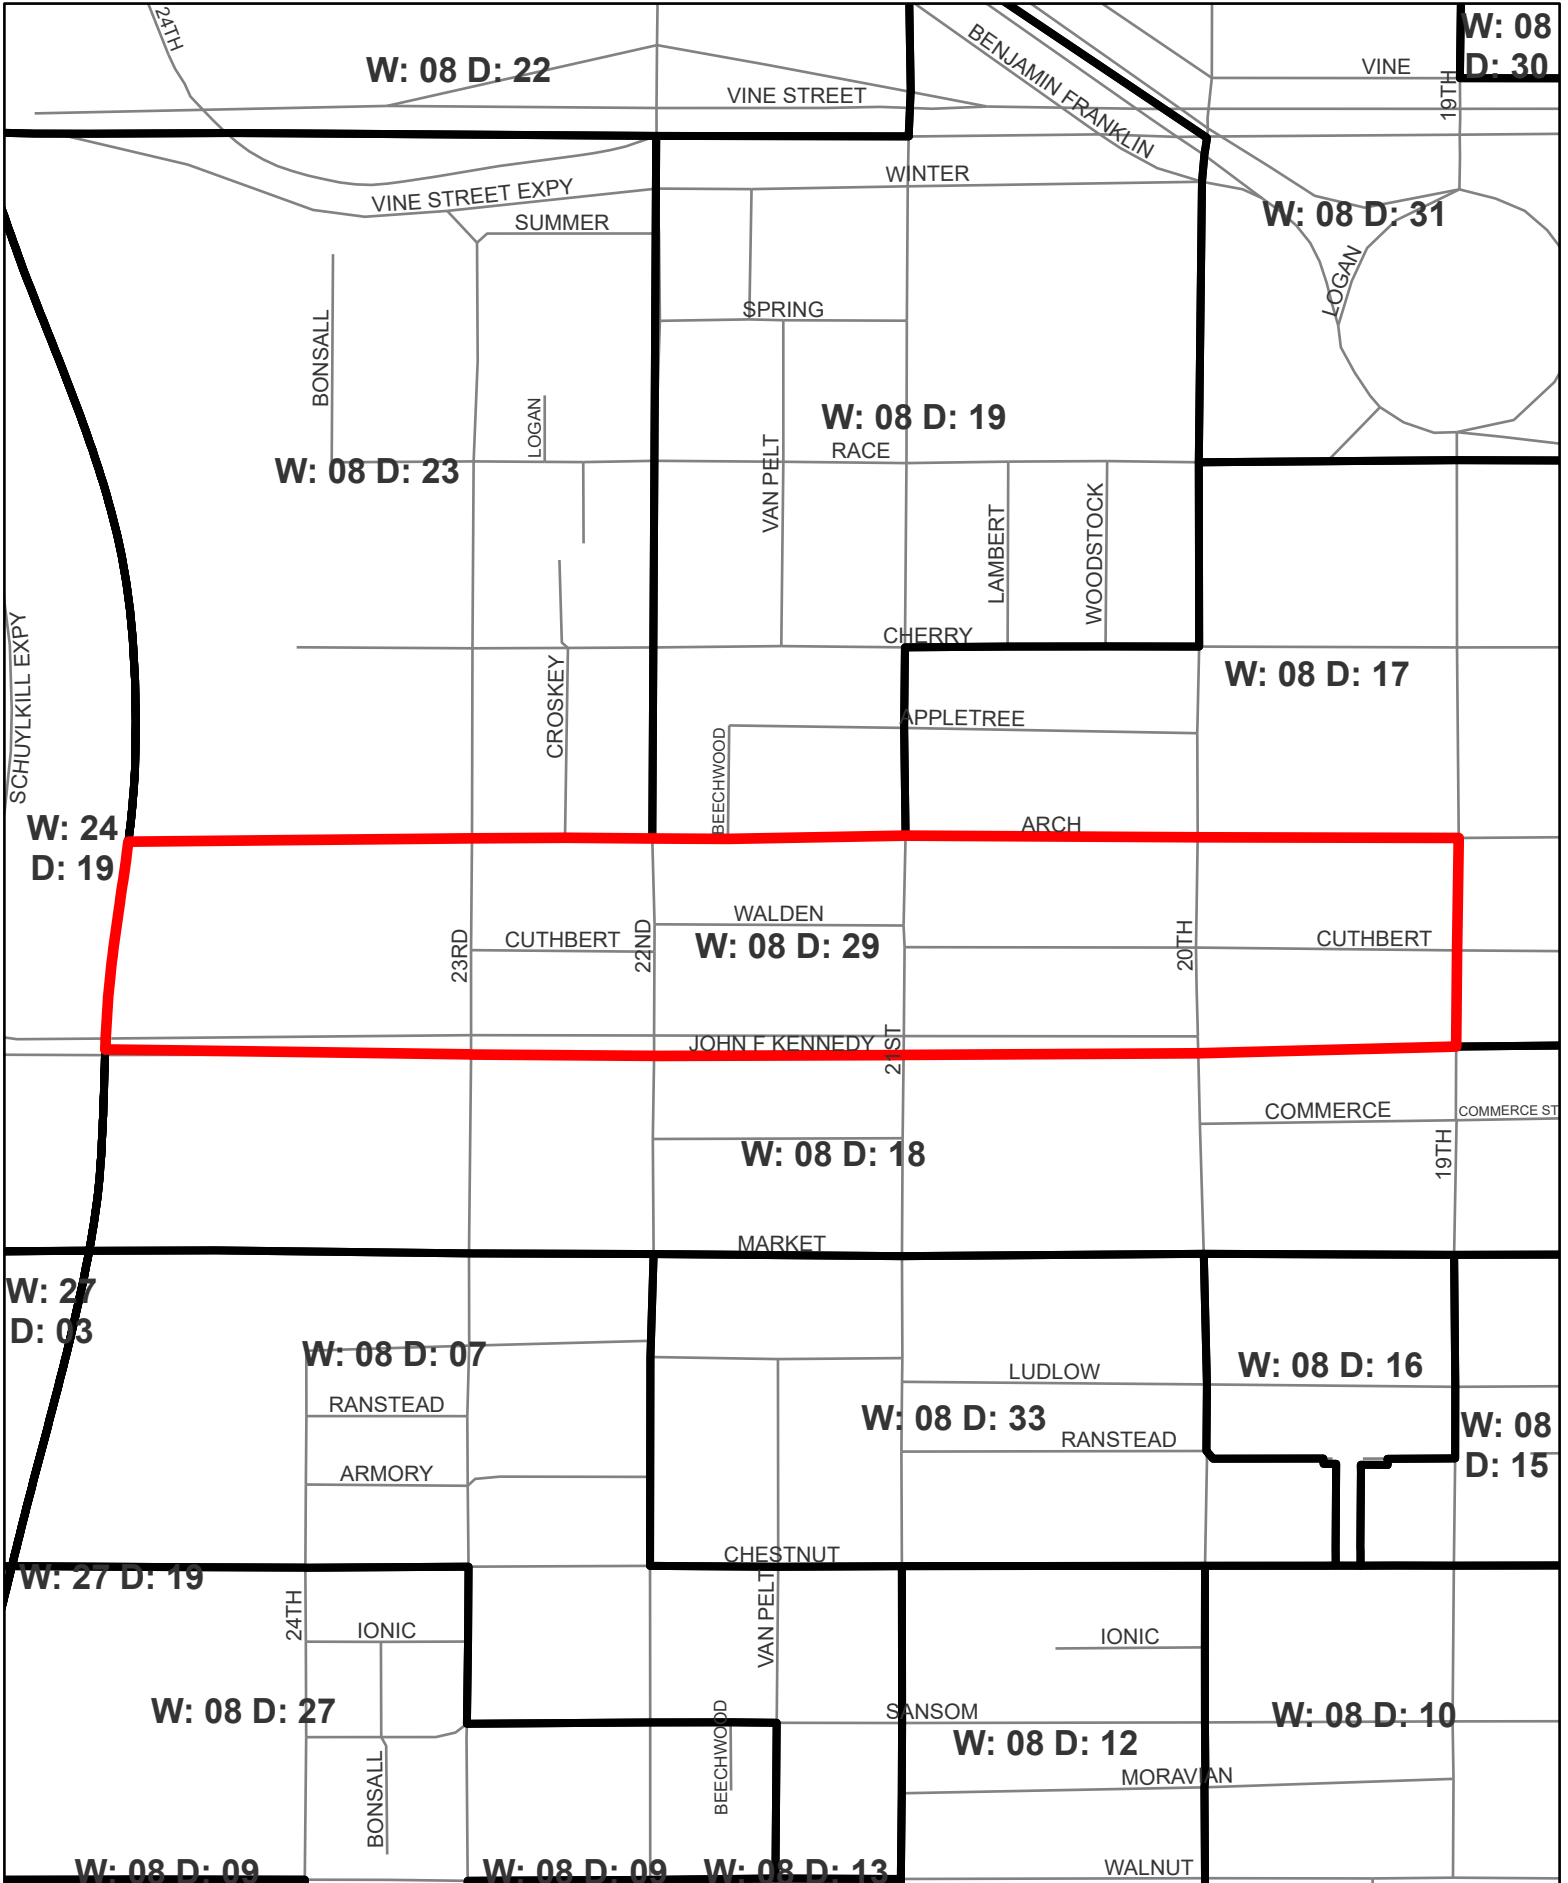 24TH
W: 08 D: 22
VINE STREET
BENJAMIN FRANKLIN
VINE
19TH
W: 08
D: 30
WINTER
VINE STREET EXPY
SUMMER
W: 08 D: 31
LOGAN
SPRING
BONSALL
LOGAN
W: 08 D: 19
RACE
VAN PELT
W: 08 D: 23
LAMBERT
WOODSTOCK
CHERRY
SCHUYLKILL EXPY
CROSKEY
W: 08 D: 17
APPLETREE
BEECHWOOD
W: 24
D: 19
ARCH
WALDEN
23RD
CUTHBERT
22ND
W: 08 D: 29
20TH
CUTHBERT
JOHN F KENNEDY
21ST
COMMERCE
COMMERCE ST
W: 08 D: 18
19TH
MARKET
W: 27
D: 03
W: 08 D: 07
LUDLOW
W: 08 D: 16
RANSTEAD
W: 08 D: 33
RANSTEAD
W: 08
D: 15
ARMORY
CHESTNUT
W: 27 D: 19
24TH
VAN PELT
IONIC
IONIC
W: 08 D: 27
BEECHWOOD
SANSOM
W: 08 D: 12
W: 08 D: 10
MORAVIAN
BONSALL
W: 08 D: 09
W: 08 D: 09
W: 08 D: 13
WALNUT